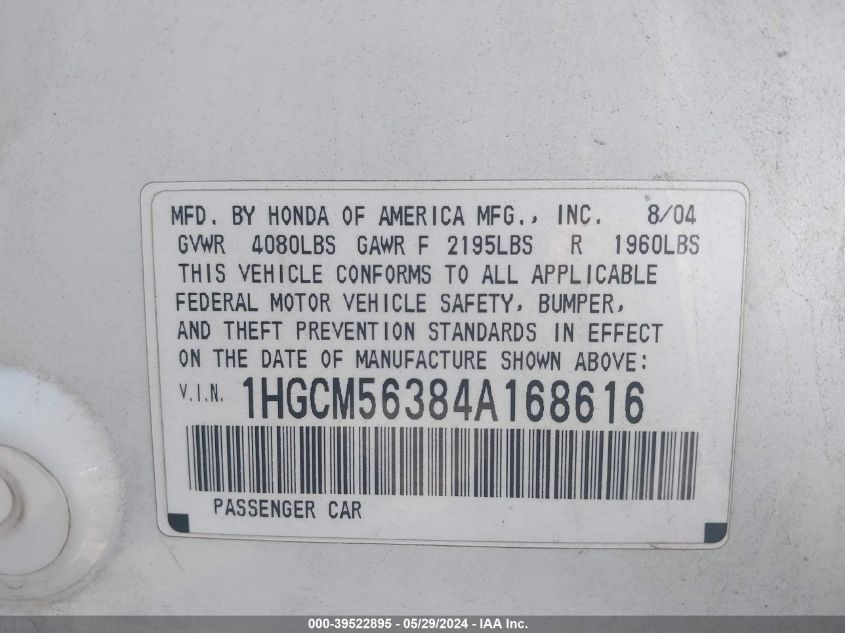 MFD. BY HONDA OF AMERICA MFG., INC. 8/04
GVWR 4080LBS GAWR F 2195LBS R 1960LBS
THIS VEHICLE CONFORMS TO ALL APPLICABLE
FEDERAL MOTOR VEHICLE SAFETY, BUMPER,
AND THEFT PREVENTION STANDARDS IN EFFECT
ON THE DATE OF MANUFACTURE SHOWN ABOVE:
V.I.N. 1HGCM56384A168616
PASSENGER CAR
000-39522895 - 05/29/2024 - IAA Inc.